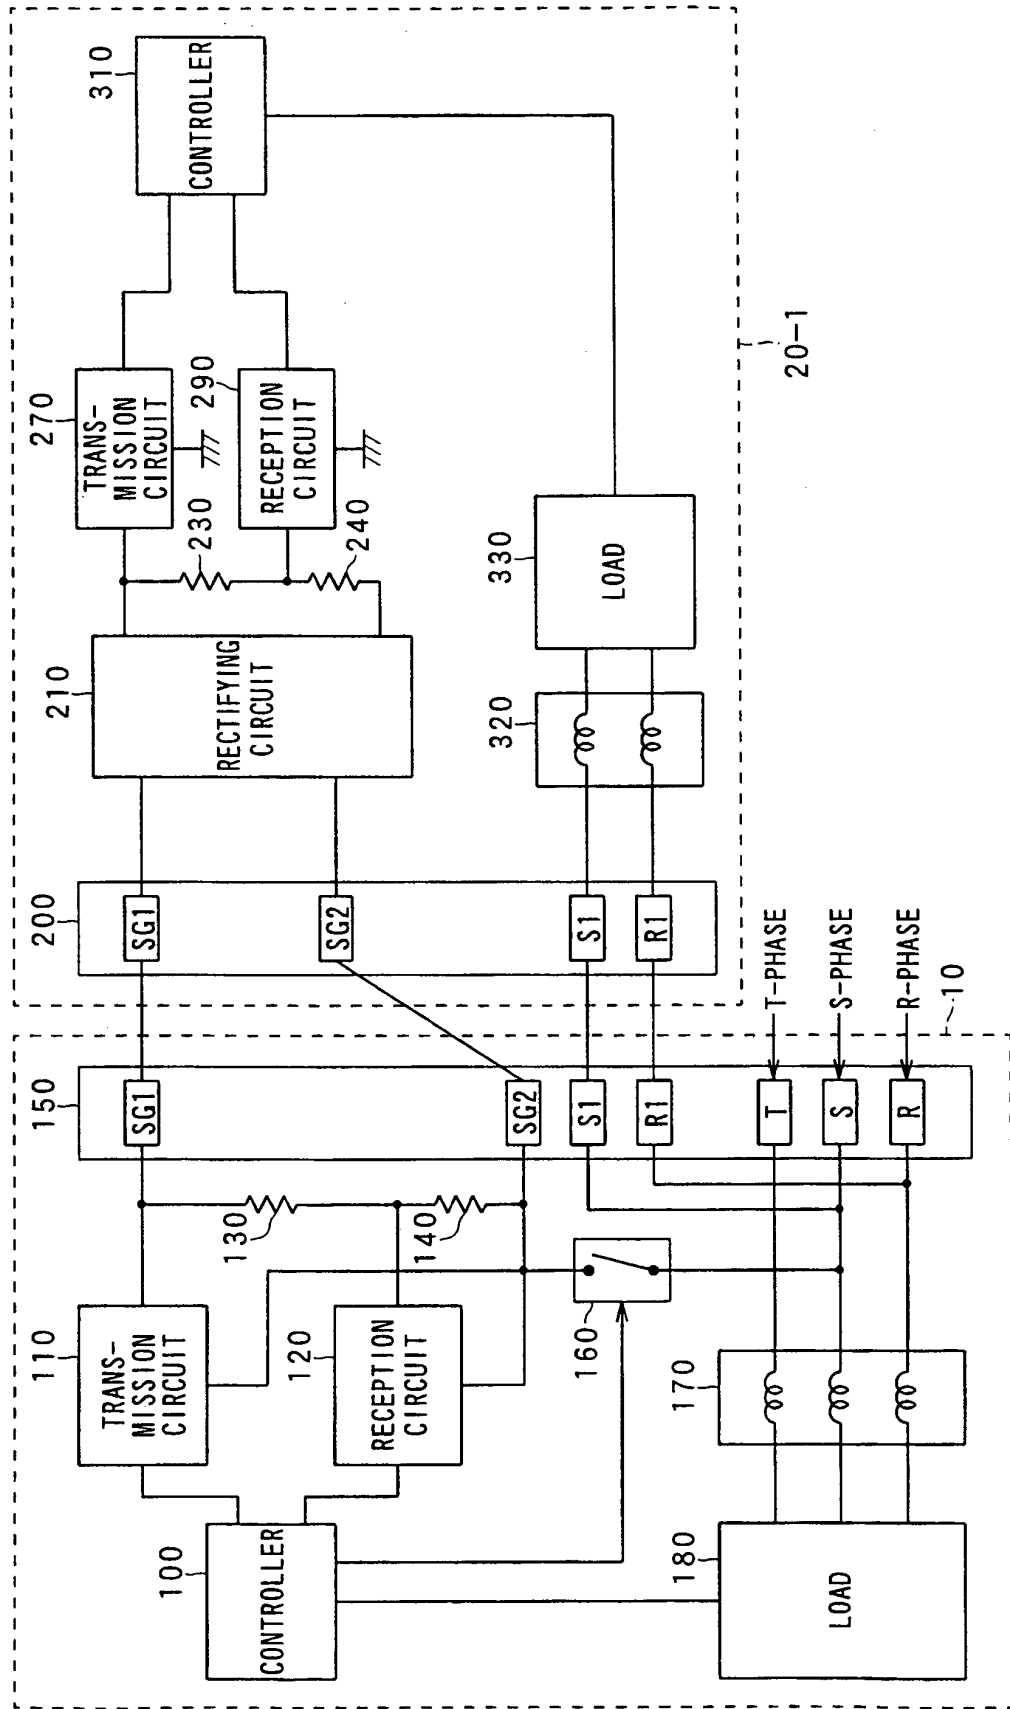 100
CONTROLLER
110
TRANS-
MISSION
CIRCUIT
120
RECEPTION
CIRCUIT
130
140
150
SG1
SG2
S1
R1
T
S
R
160
170
180
LOAD
10
T-PHASE
S-PHASE
R-PHASE
200
SG1
SG2
S1
R1
210
RECTIFYING
CIRCUIT
230
240
270
TRANS-
MISSION
CIRCUIT
290
RECEPTION
CIRCUIT
310
CONTROLLER
320
330
LOAD
20-1